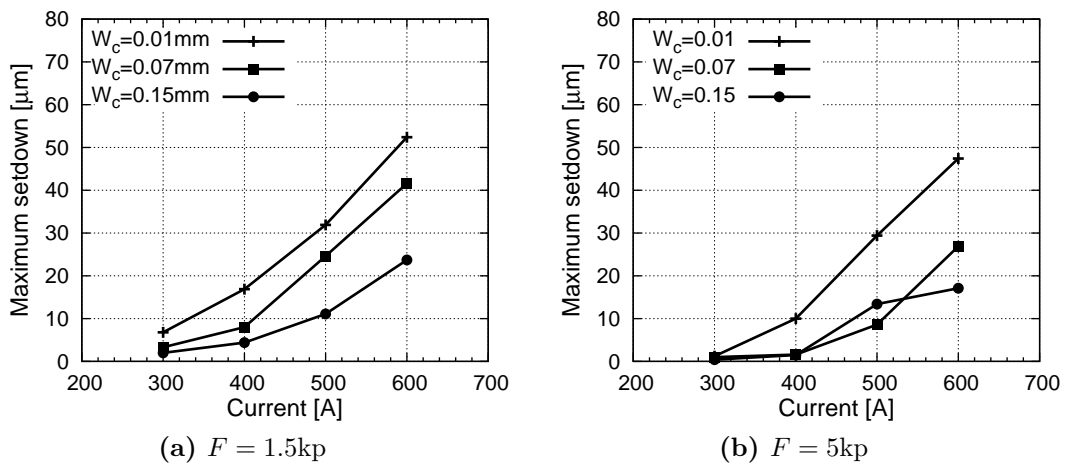 80
70
60
50
40
30
20
10
0
Maximum setdown [μm]
W_c=0.01mm
W_c=0.07mm
W_c=0.15mm
200 300 400 500 600 700
Current [A]
(a) F = 1.5kp
80
70
60
50
40
30
20
10
0
Maximum setdown [μm]
W_c=0.01
W_c=0.07
W_c=0.15
200 300 400 500 600 700
Current [A]
(b) F = 5kp